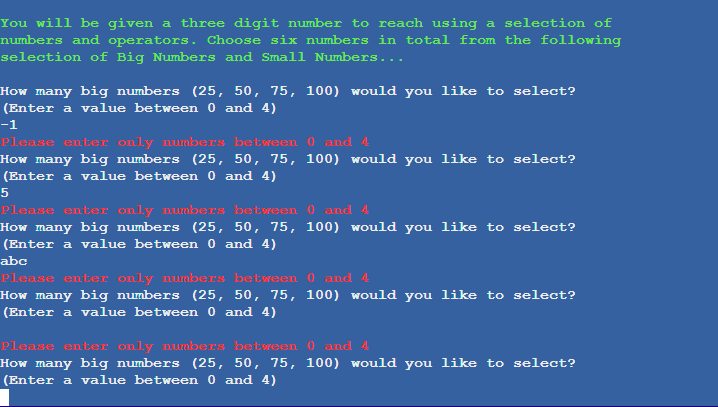 You will be given a three digit number to reach using a selection of
numbers and operators. Choose six numbers in total from the following
selection of Big Numbers and Small Numbers...
How many big numbers (25, 50, 75, 100) would you like to select?
(Enter a value between 0 and 4)
-1
Please enter only numbers between 0 and 4
How many big numbers (25, 50, 75, 100) would you like to select?
(Enter a value between 0 and 4)
5
Please enter only numbers between 0 and 4
How many big numbers (25, 50, 75, 100) would you like to select?
(Enter a value between 0 and 4)
abc
Please enter only numbers between 0 and 4
How many big numbers (25, 50, 75, 100) would you like to select?
(Enter a value between 0 and 4)
Please enter only numbers between 0 and 4
How many big numbers (25, 50, 75, 100) would you like to select?
(Enter a value between 0 and 4)